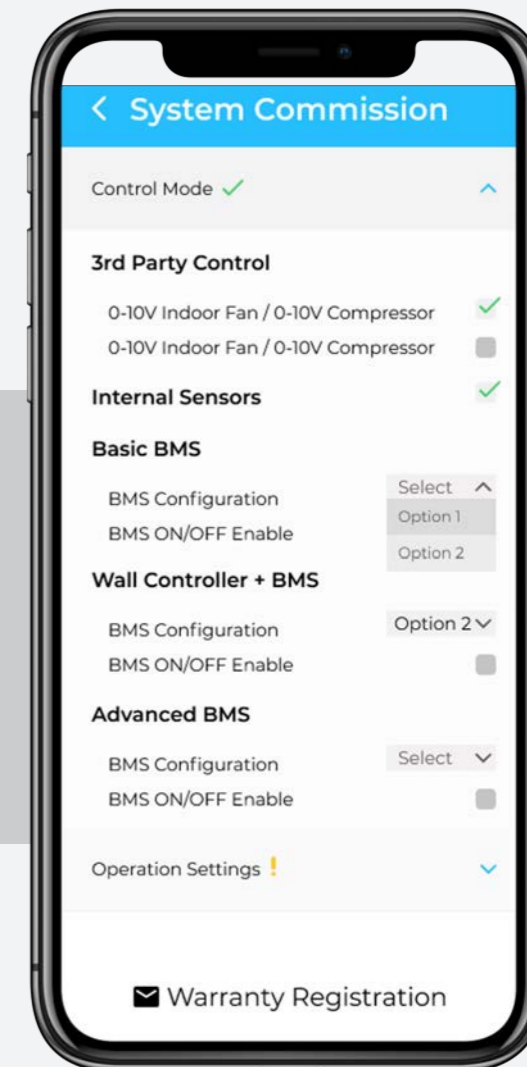 System Commission
Control Mode
3rd Party Control
0-10V Indoor Fan / 0-10V Compressor
0-10V Indoor Fan / 0-10V Compressor
Internal Sensors
Basic BMS
BMS Configuration Select
Option 1
BMS ON/OFF Enable
Option 2
Wall Controller + BMS
BMS Configuration Option 2
BMS ON/OFF Enable
Advanced BMS
BMS Configuration Select
BMS ON/OFF Enable
Operation Settings !
Warranty Registration